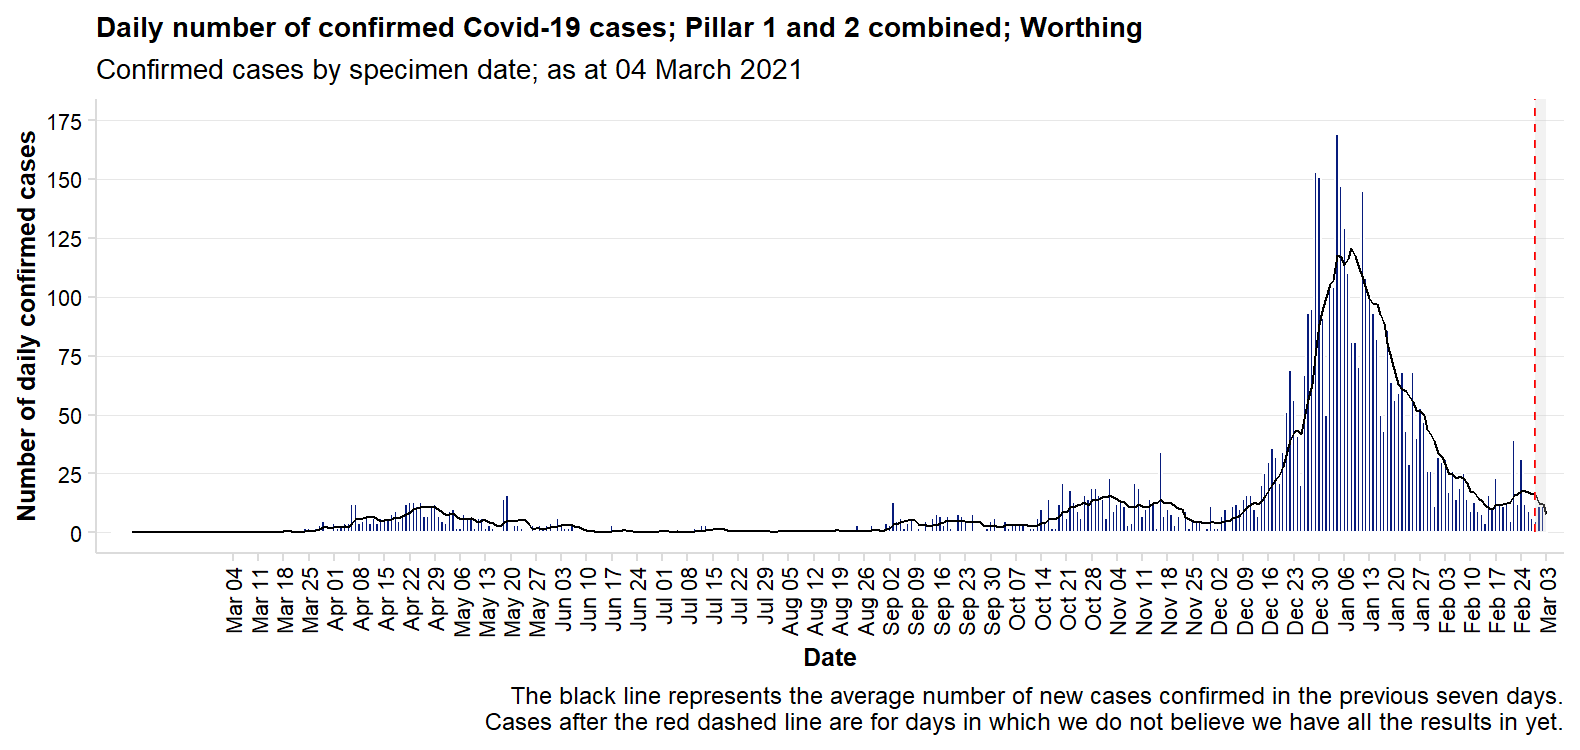 Daily number of confirmed Covid-19 cases; Pillar 1 and 2 combined; Worthing
Confirmed cases by specimen date; as at 04 March 2021
Number of daily confirmed cases
175
150
125
100
75
50
25
0
Mar 04
Mar 11
Mar 18
Mar 25
Apr 01
Apr 08
Apr 15
Apr 22
Apr 29
May 06
May 13
May 20
May 27
Jun 03
Jun 10
Jun 17
Jun 24
Jul 01
Jul 08
Jul 15
Jul 22
Jul 29
Aug 05
Aug 12
Aug 19
Aug 26
Sep 02
Sep 09
Sep 16
Sep 23
Sep 30
Oct 07
Oct 14
Oct 21
Oct 28
Nov 04
Nov 11
Nov 18
Nov 25
Dec 02
Dec 09
Dec 16
Dec 23
Dec 30
Jan 06
Jan 13
Jan 20
Jan 27
Feb 03
Feb 10
Feb 17
Feb 24
Mar 03
Date
The black line represents the average number of new cases confirmed in the previous seven days.
Cases after the red dashed line are for days in which we do not believe we have all the results in yet.